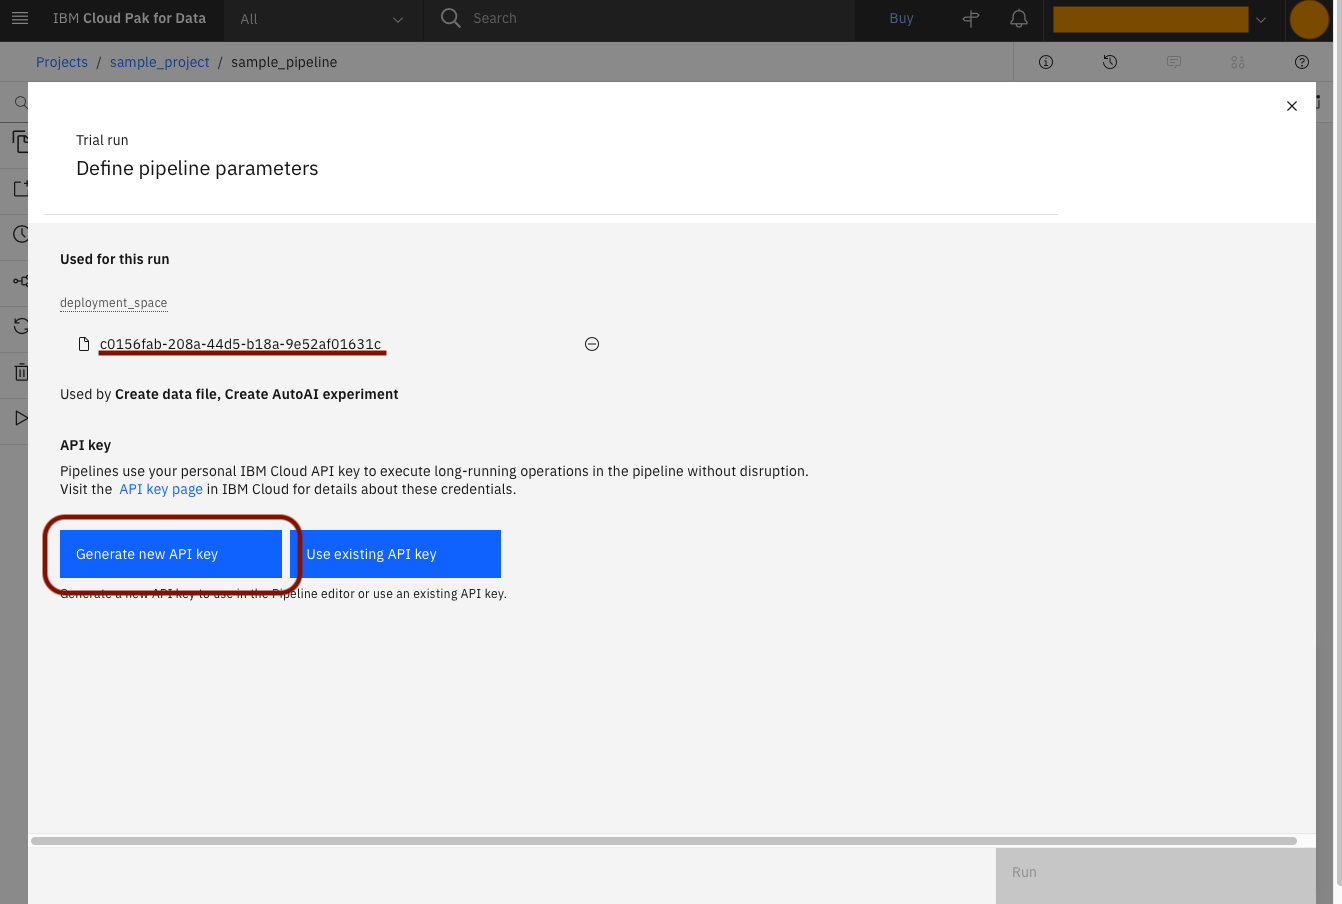 IBM Cloud Pak for Data
All
Search
Buy
Projects / sample_project / sample_pipeline
Trial run
Define pipeline parameters
Used for this run
deployment_space
c0156fab-208a-44d5-b18a-9e52af01631c
Used by Create data file, Create AutoAI experiment
API key
Pipelines use your personal IBM Cloud API key to execute long-running operations in the pipeline without disruption.
Visit the API key page in IBM Cloud for details about these credentials.
Generate new API key
Use existing API key
Generate a new API key to use in the Pipeline editor or use an existing API key.
Run